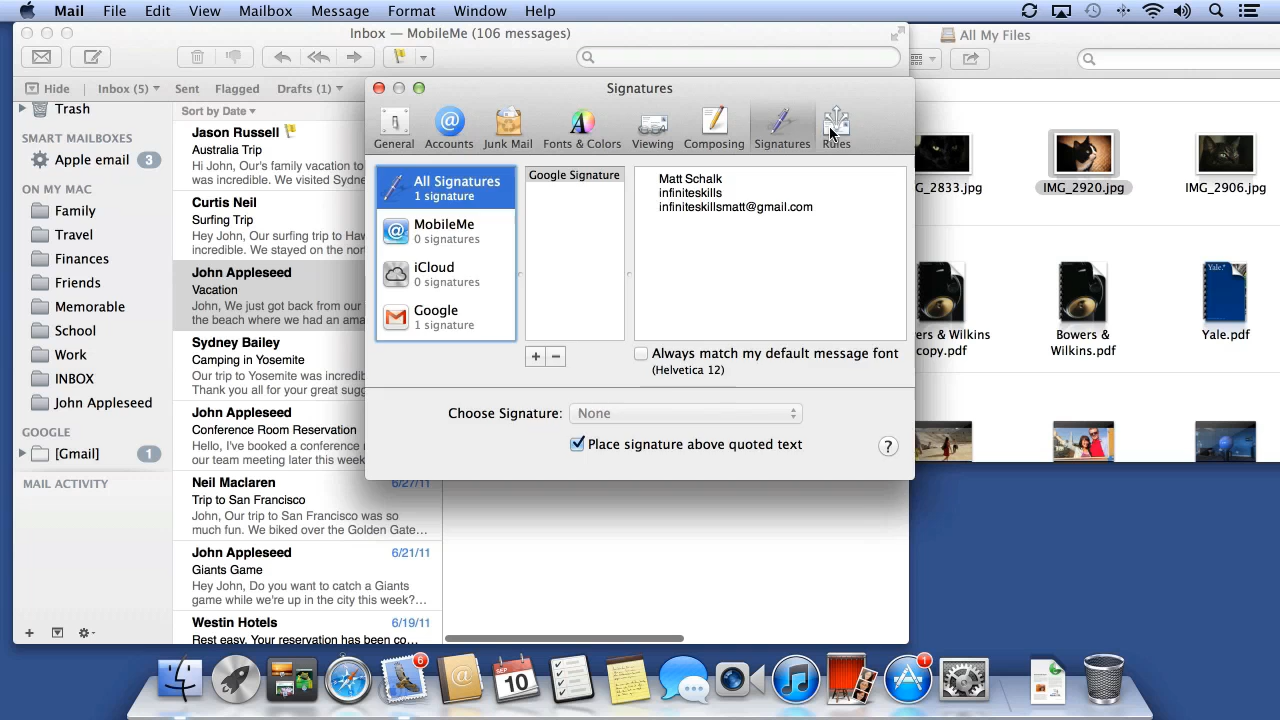 Mail File Edit View Mailbox Message Format Window Help
Inbox — MobileMe (106 messages)
All My Files
Hide Inbox (5) Sent Flagged Drafts (1)
Trash
SMART MAILBOXES
Apple email 3
ON MY MAC
Family
Travel
Finances
Friends
Memorable
School
Work
INBOX
John Appleseed
GOOGLE
[Gmail] 1
MAIL ACTIVITY
Sort by Date
Jason Russell
Australia Trip
Hi John, Our's family vacation to
was incredible. We visited Sydne
Curtis Neil
Surfing Trip
Hey John, Our surfing trip to Haw
incredible. We stayed on the nor
John Appleseed
Vacation
John, We just got back from our
the beach where we had an ama
Sydney Bailey
Camping in Yosemite
Our trip to Yosemite was incredi
Thank you all for your great sugg
John Appleseed
Conference Room Reservation
Hello, I've booked a conference r
our team meeting later this week
Neil Maclaren 6/27/11
Trip to San Francisco
John, Our trip to San Francisco was so
much fun. We biked over the Golden Gate...
John Appleseed 6/21/11
Giants Game
Hey John, Do you want to catch a Giants
game while we're up in the city this week?...
Westin Hotels 6/19/11
Rest easy. Your reservation has been co...
Signatures
General Accounts Junk Mail Fonts & Colors Viewing Composing Signatures Rules
All Signatures
1 signature
MobileMe
0 signatures
iCloud
0 signatures
Google
1 signature
Google Signature
Matt Schalk
infiniteskills
infiniteskillsmatt@gmail.com
+ −
Always match my default message font
(Helvetica 12)
Choose Signature: None
Place signature above quoted text
?
G_2833.jpg IMG_2920.jpg IMG_2906.jpg
ers & Wilkins
copy.pdf
Bowers &
Wilkins.pdf
Yale.
Yale.pdf
6
SEP
10
1